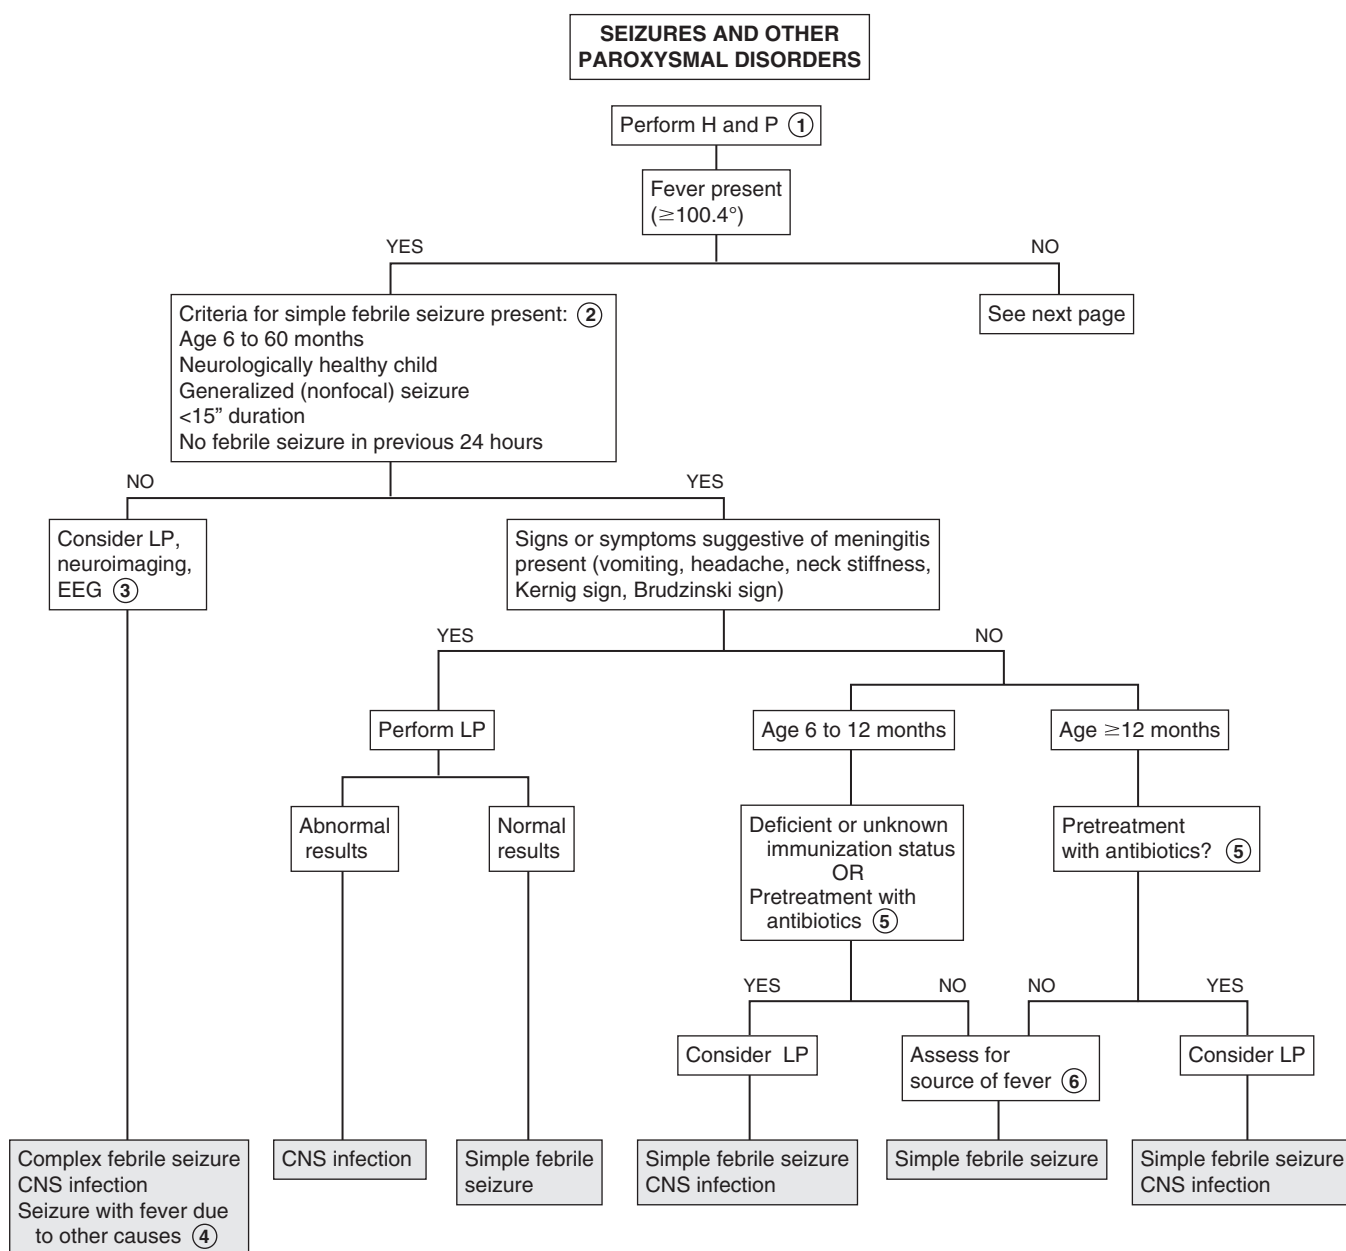 SEIZURES AND OTHER
PAROXYSMAL DISORDERS
Perform H and P ①
Fever present
(≥100.4°)
YES
NO
Criteria for simple febrile seizure present: ②
Age 6 to 60 months
Neurologically healthy child
Generalized (nonfocal) seizure
<15” duration
No febrile seizure in previous 24 hours
See next page
NO
YES
Consider LP,
neuroimaging,
EEG ③
Signs or symptoms suggestive of meningitis
present (vomiting, headache, neck stiffness,
Kernig sign, Brudzinski sign)
YES
NO
Perform LP
Age 6 to 12 months
Age ≥12 months
Abnormal
results
Normal
results
Deficient or unknown
immunization status
OR
Pretreatment with
antibiotics ⑤
Pretreatment
with antibiotics? ⑤
YES
NO
NO
YES
Consider LP
Assess for
source of fever ⑥
Consider LP
Complex febrile seizure
CNS infection
Seizure with fever due
to other causes ④
CNS infection
Simple febrile
seizure
Simple febrile seizure
CNS infection
Simple febrile seizure
Simple febrile seizure
CNS infection